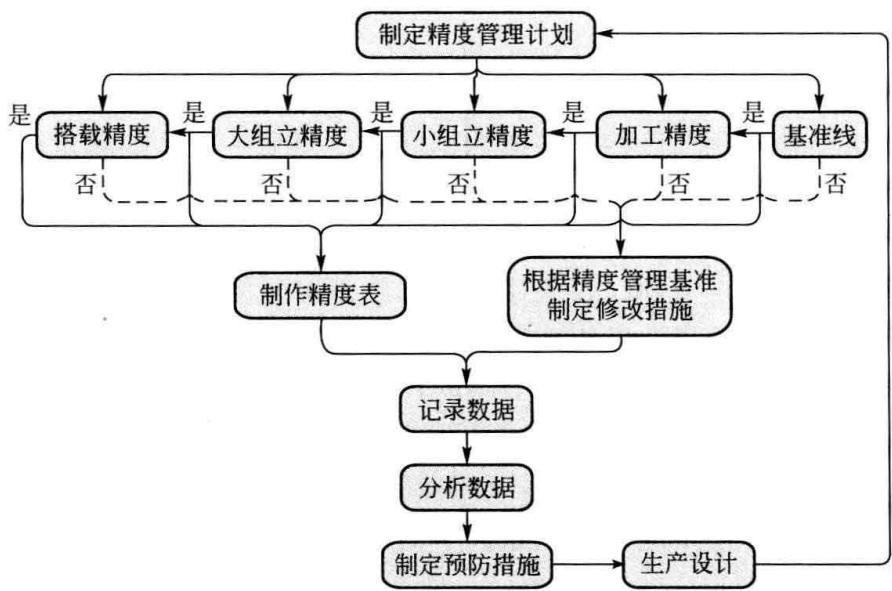 制定精度管理计划
是
是
是
是
是
搭载精度
大组立精度
小组立精度
加工精度
基准线
否
否
否
否
否
制作精度表
根据精度管理基准
制定修改措施
记录数据
分析数据
制定预防措施
生产设计